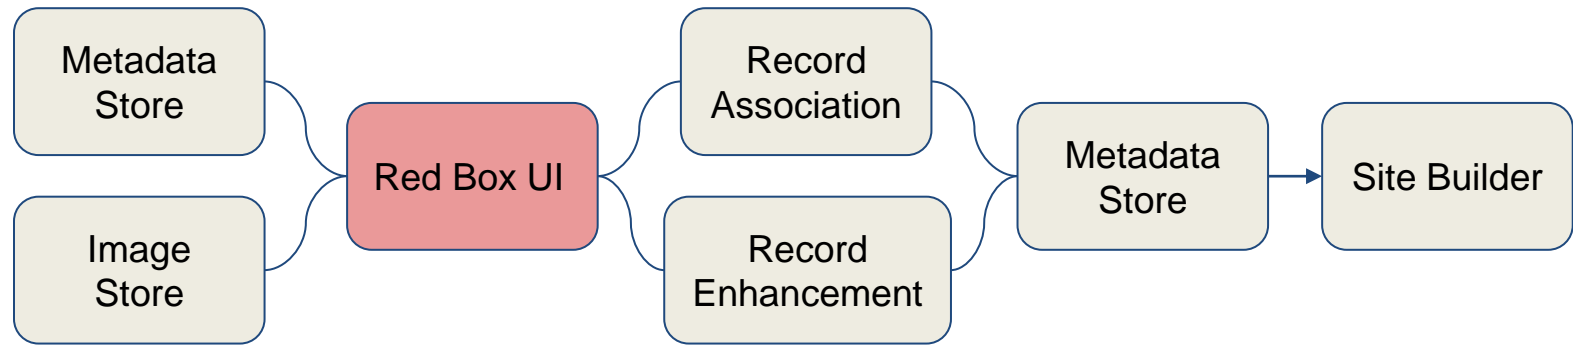 Metadata
Store
Image
Store
Red Box UI
Record
Association
Record
Enhancement
Metadata
Store
Site Builder